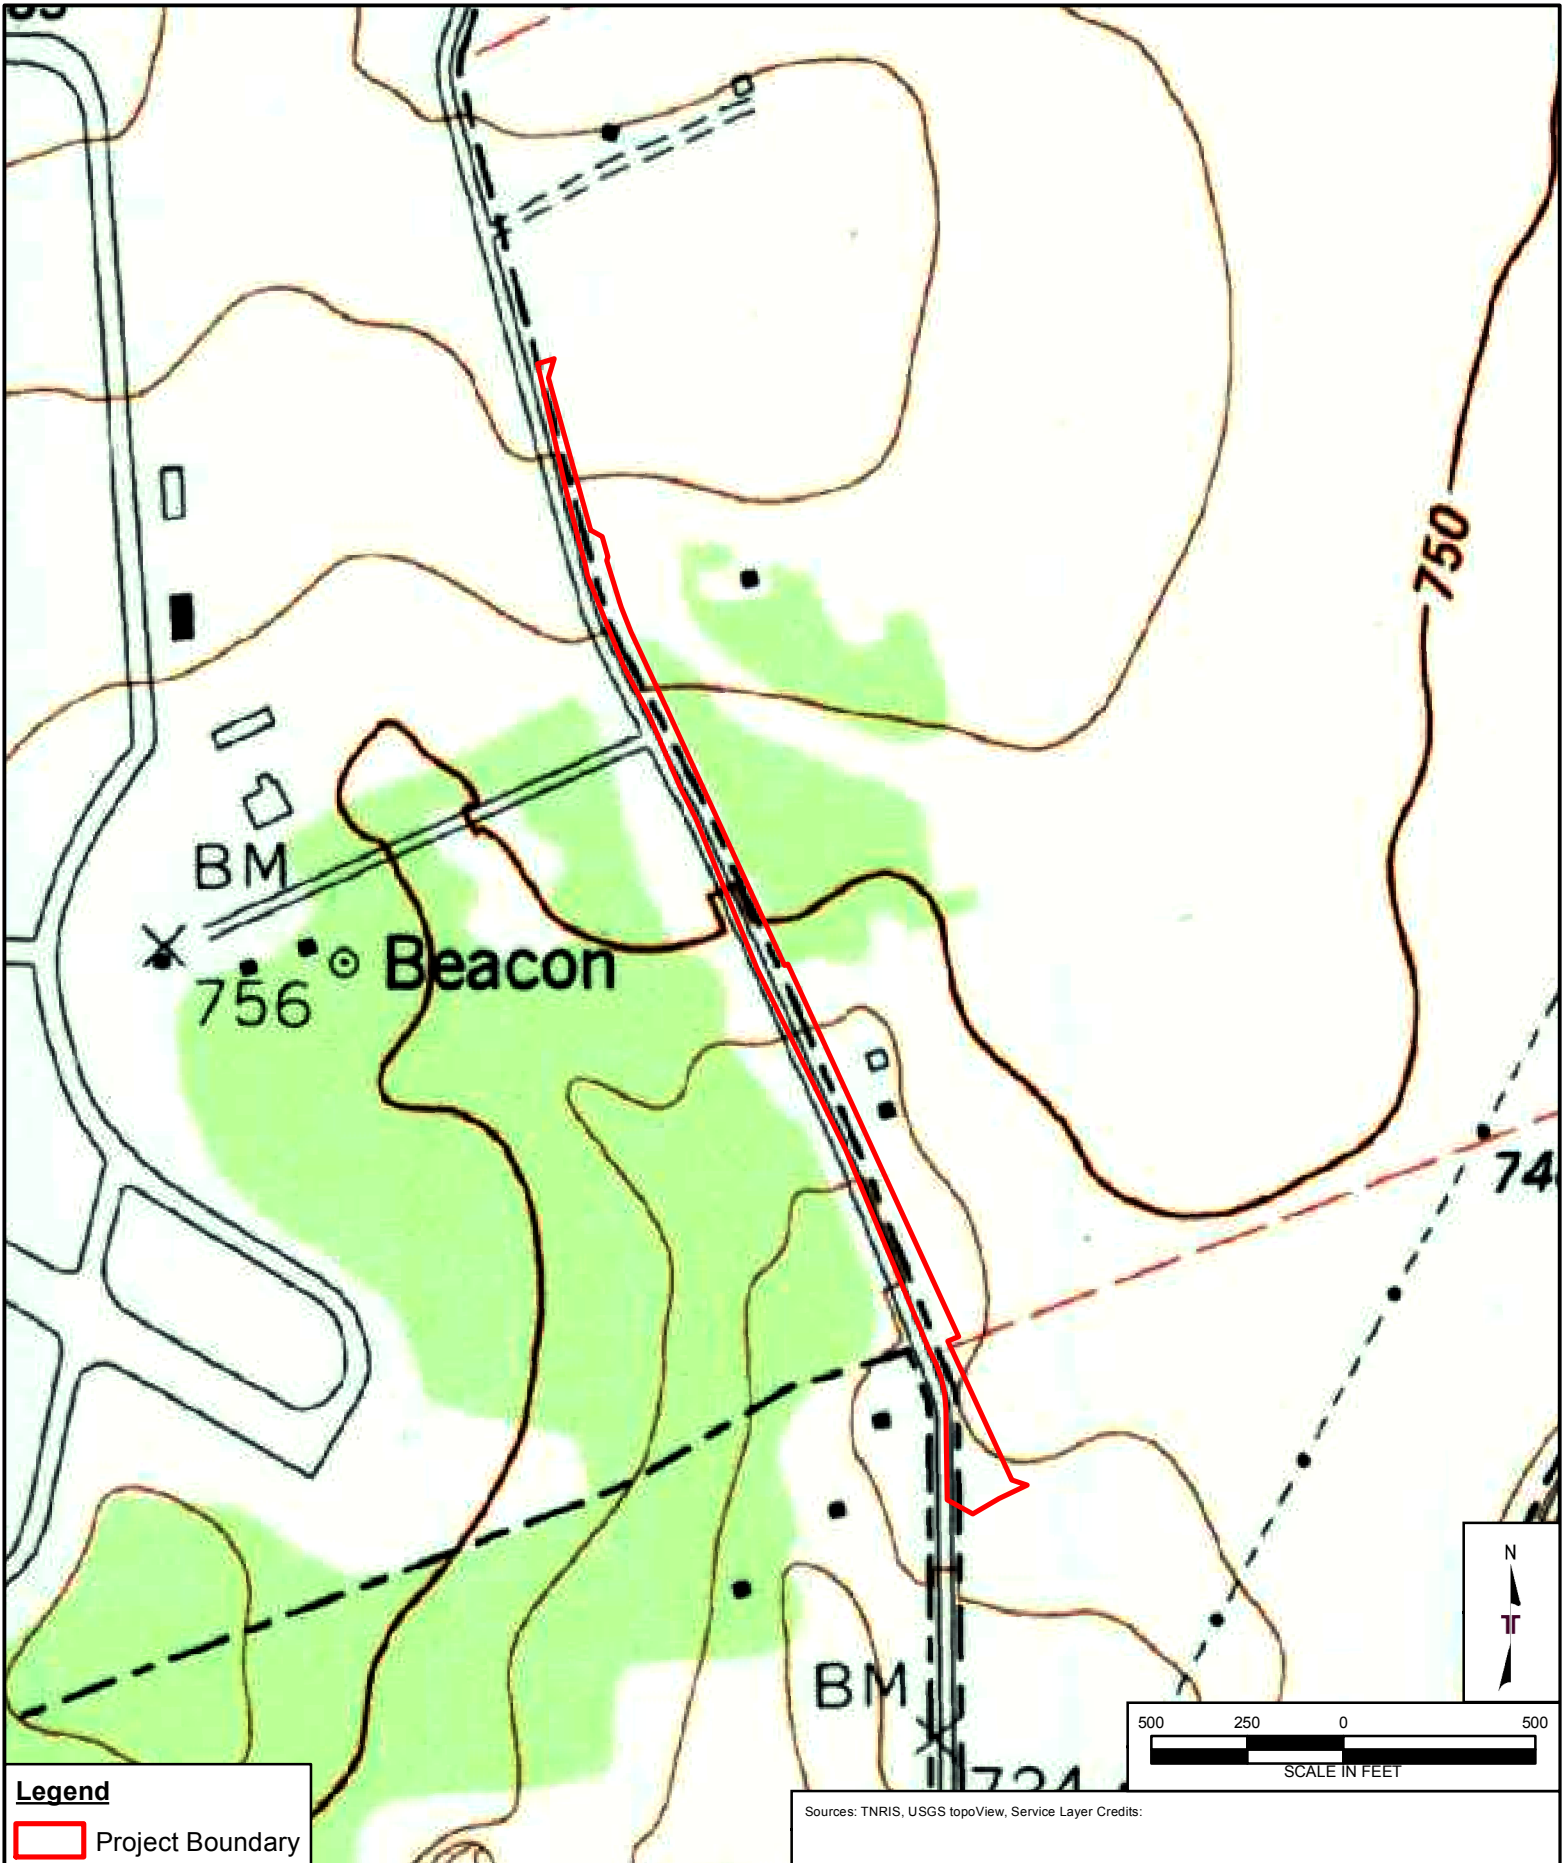 750
BM
Beacon
756
BM
N
500 250 0 500
SCALE IN FEET
Legend
Project Boundary
Sources: TNRIS, USGS topoView, Service Layer Credits: